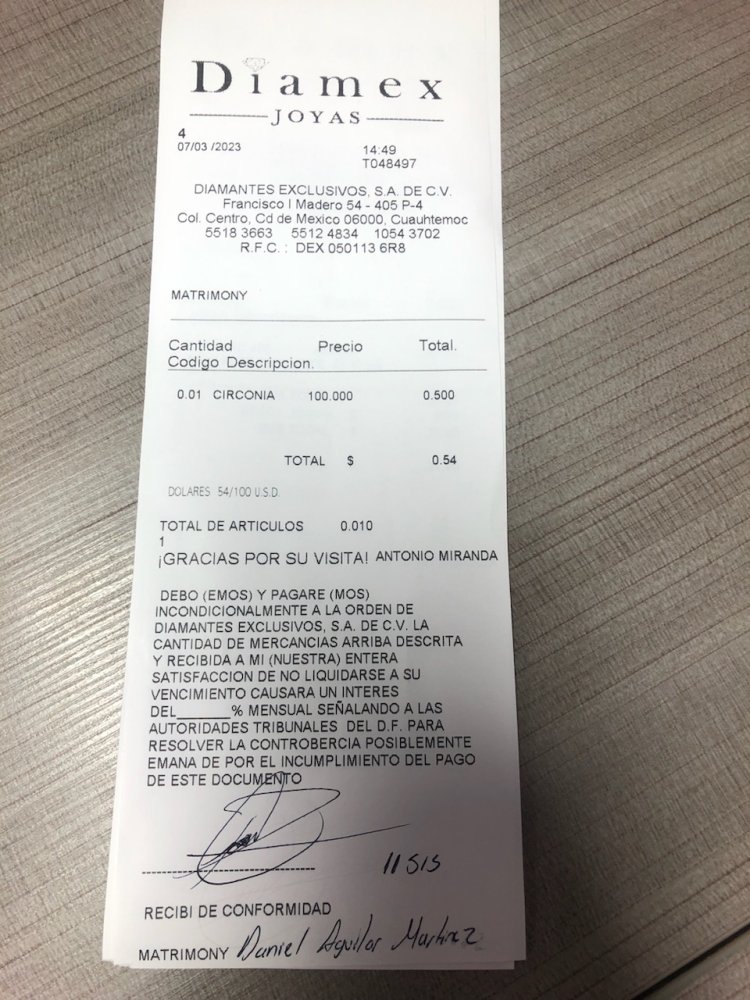 Diamex
JOYAS
4
07/03 /2023 14:49
T048497
DIAMANTES EXCLUSIVOS, S.A. DE C.V.
Francisco I Madero 54 - 405 P-4
Col. Centro, Cd de Mexico 06000, Cuauhtemoc
5518 3663 5512 4834 1054 3702
R.F.C. : DEX 050113 6R8
MATRIMONY
Cantidad Precio Total.
Codigo Descripcion.
0.01 CIRCONIA 100.000 0.500
TOTAL $ 0.54
DOLARES 54/100 U.S.D.
TOTAL DE ARTICULOS 0.010
1
¡GRACIAS POR SU VISITA! ANTONIO MIRANDA
DEBO (EMOS) Y PAGARE (MOS)
INCONDICIONALMENTE A LA ORDEN DE
DIAMANTES EXCLUSIVOS, S.A. DE C.V. LA
CANTIDAD DE MERCANCIAS ARRIBA DESCRITA
Y RECIBIDA A MI (NUESTRA) ENTERA
SATISFACCION DE NO LIQUIDARSE A SU
VENCIMIENTO CAUSARA UN INTERES
DEL______% MENSUAL SEÑALANDO A LAS
AUTORIDADES TRIBUNALES DEL D.F. PARA
RESOLVER LA CONTROBERCIA POSIBLEMENTE
EMANA DE POR EL INCUMPLIMIENTO DEL PAGO
DE ESTE DOCUMENTO
RECIBI DE CONFORMIDAD
MATRIMONY Daniel Aguilar Martinez